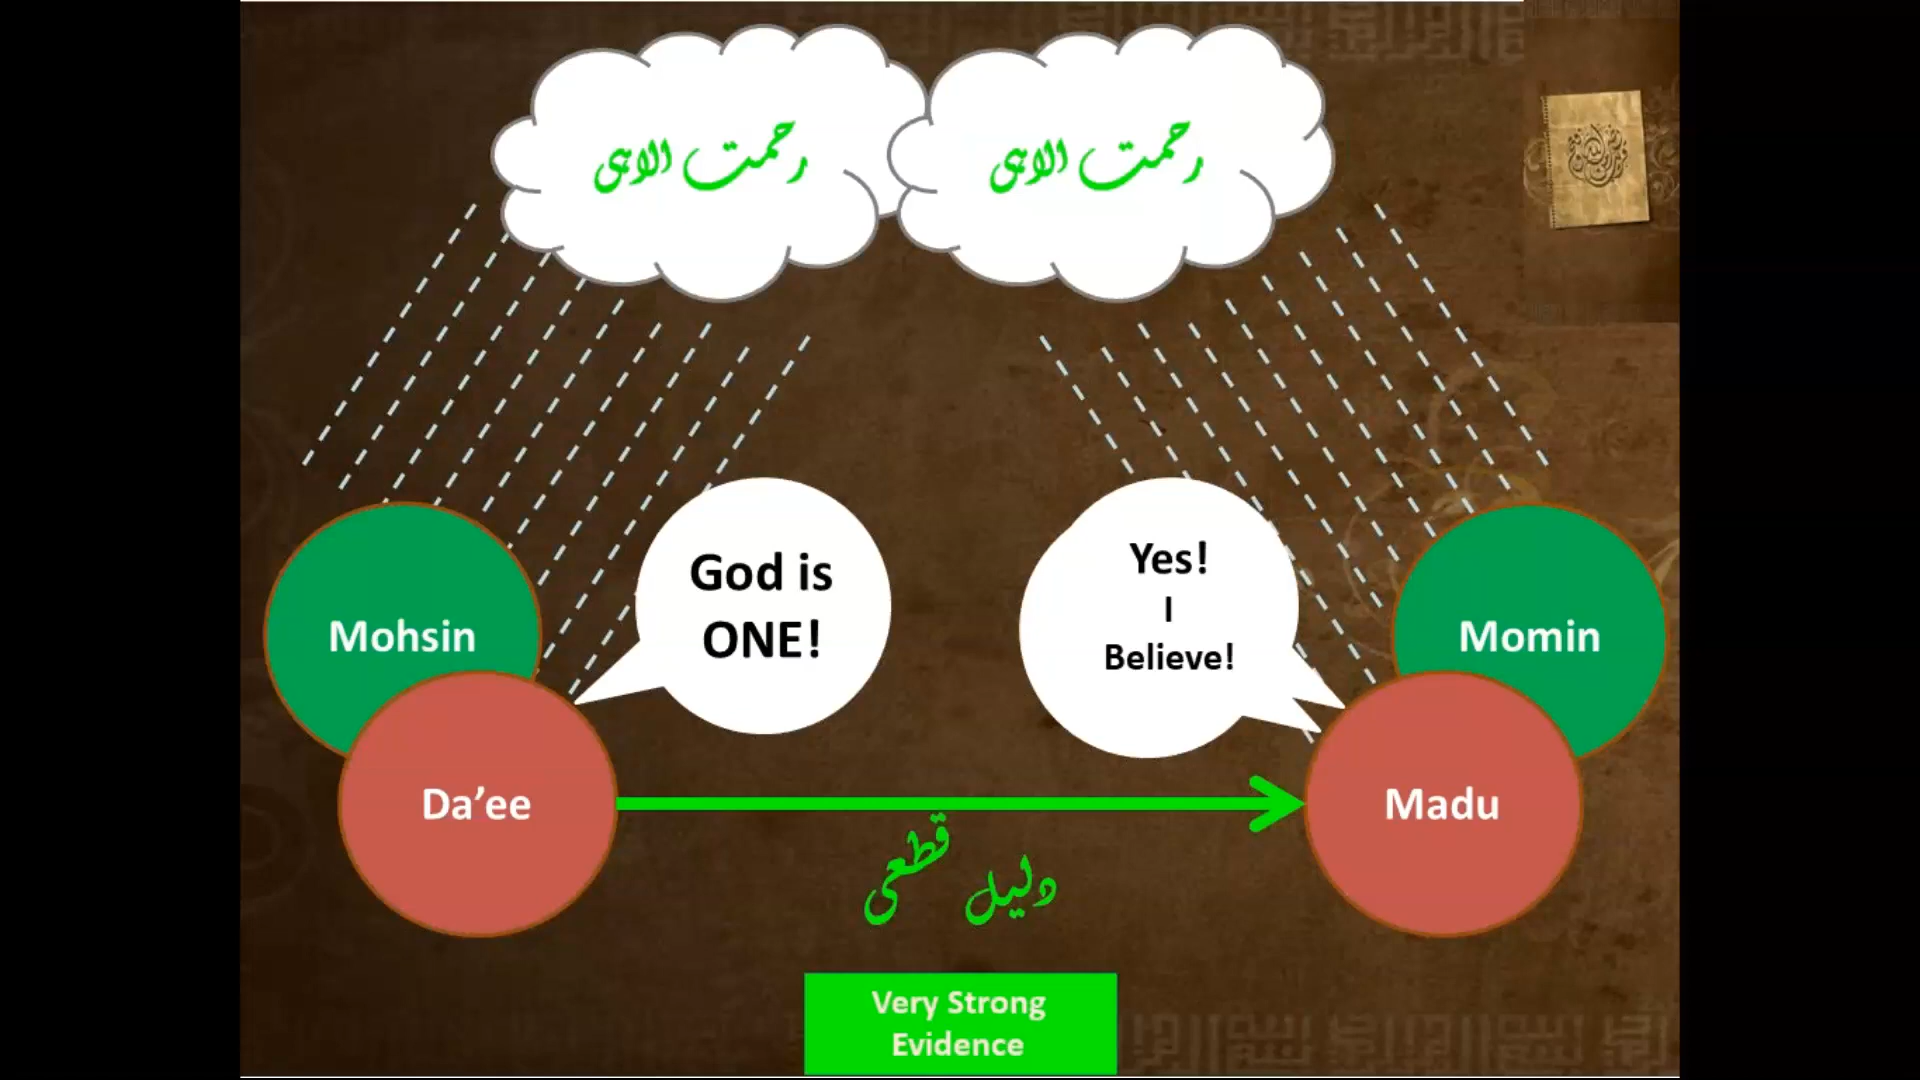 رحمت الاہی
رحمت الاہی
God is
ONE!
Yes!
I
Believe!
Mohsin
Momin
Da’ee
Madu
دلیل قطعی
Very Strong
Evidence